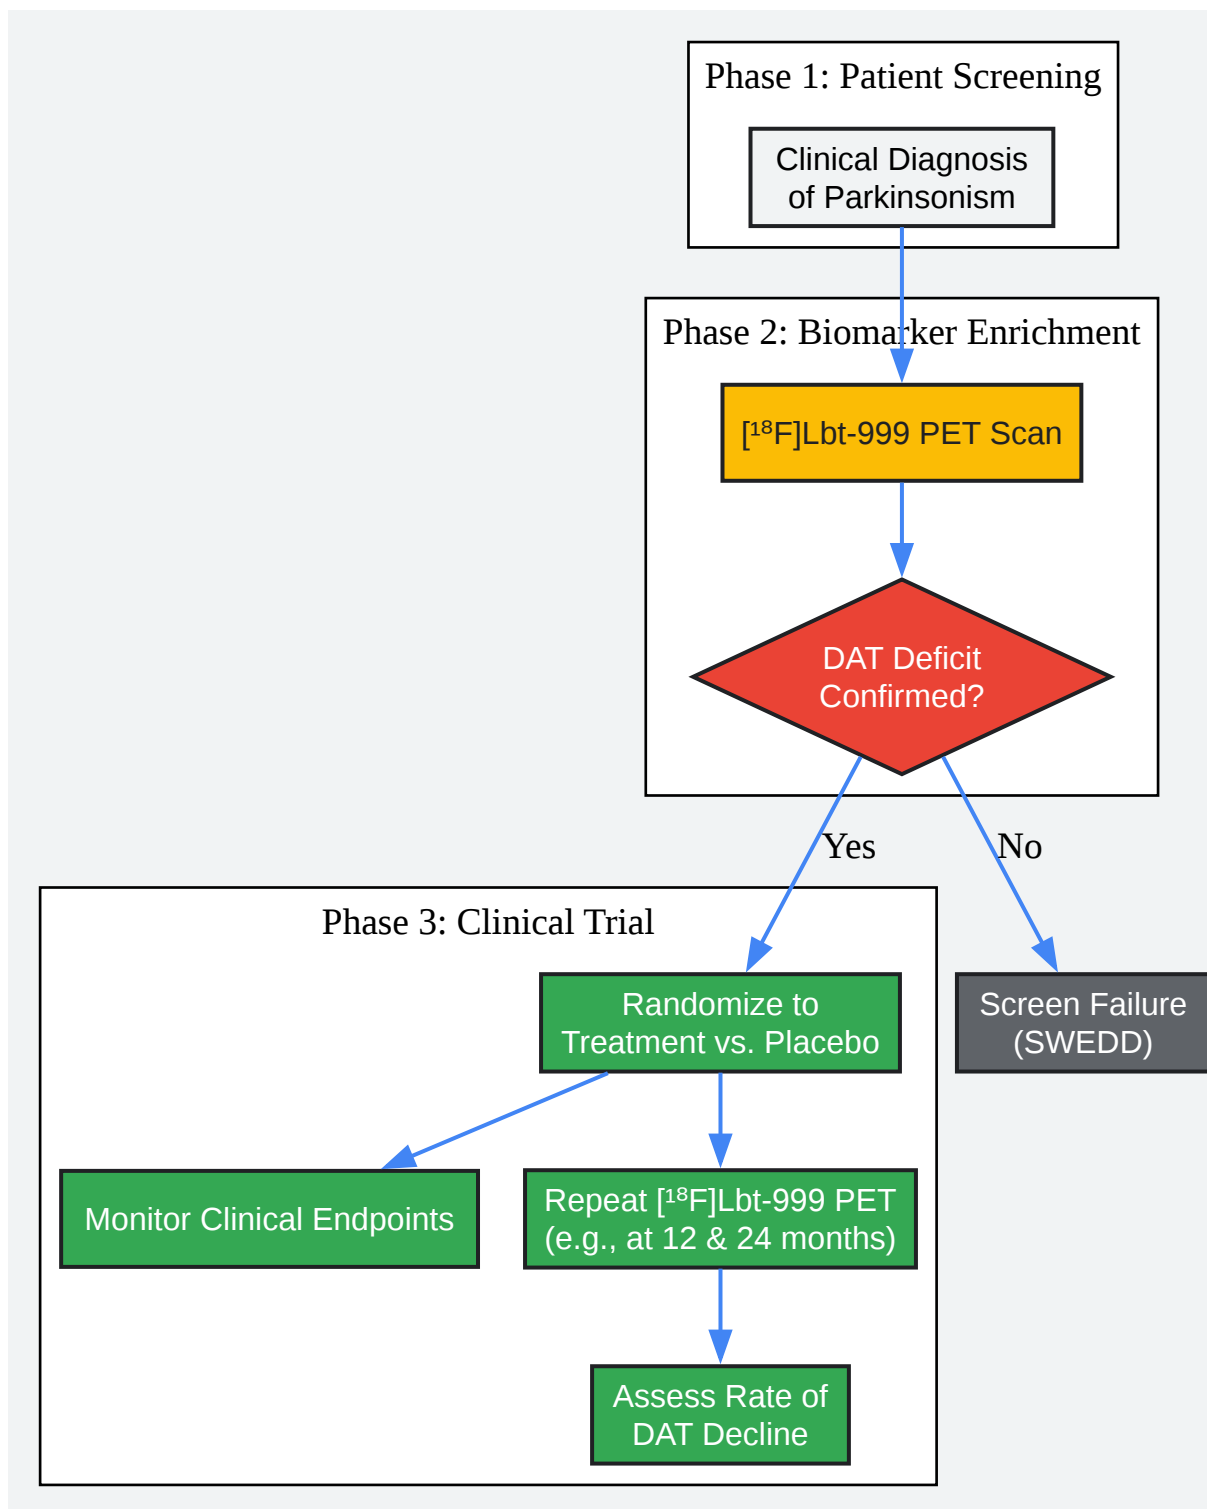 Phase 1: Patient Screening
Clinical Diagnosis
of Parkinsonism
Phase 2: Biomarker Enrichment
[¹⁸F]Lbt-999 PET Scan
DAT Deficit
Confirmed?
Yes
No
Phase 3: Clinical Trial
Randomize to
Treatment vs. Placebo
Screen Failure
(SWEDD)
Monitor Clinical Endpoints
Repeat [¹⁸F]Lbt-999 PET
(e.g., at 12 & 24 months)
Assess Rate of
DAT Decline